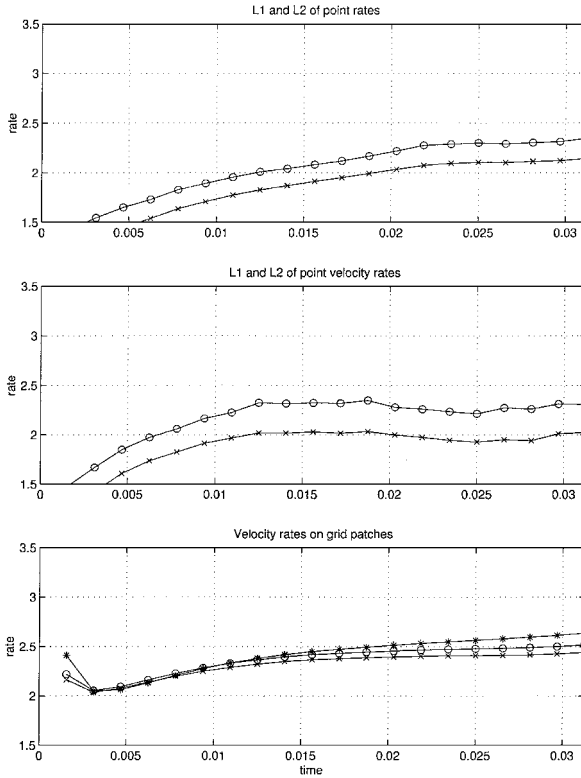 L1 and L2 of point rates
3.5
3
2.5
2
1.5
rate
0 0.005 0.01 0.015 0.02 0.025 0.03
L1 and L2 of point velocity rates
3.5
3
2.5
2
1.5
rate
0 0.005 0.01 0.015 0.02 0.025 0.03
Velocity rates on grid patches
3.5
3
2.5
2
1.5
rate
0 0.005 0.01 0.015 0.02 0.025 0.03
time